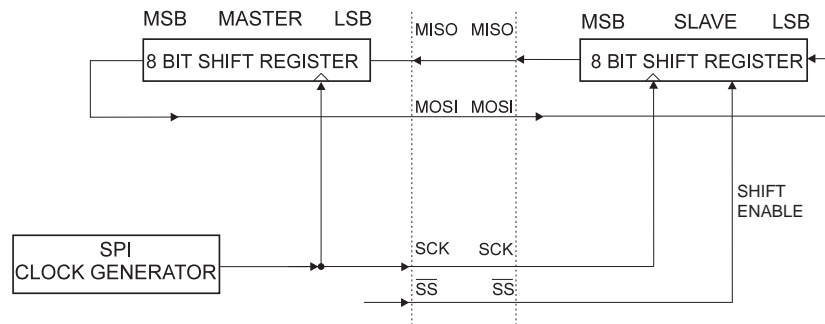 MSB MASTER LSB
MISO MISO
MSB SLAVE LSB
8 BIT SHIFT REGISTER
8 BIT SHIFT REGISTER
MOSI MOSI
SHIFT
ENABLE
SPI
CLOCK GENERATOR
SCK SCK
SS SS